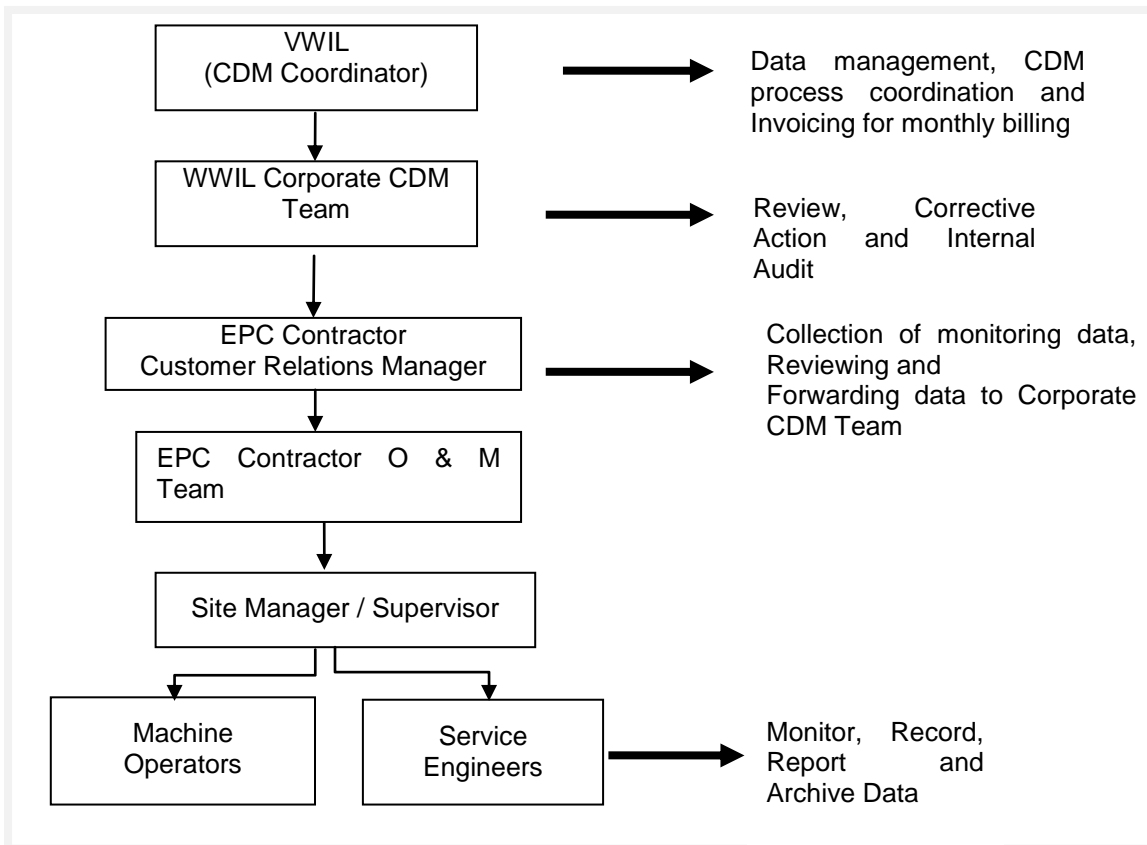 VWIL
(CDM Coordinator)
Data management, CDM
process coordination and
Invoicing for monthly billing
WWIL Corporate CDM
Team
Review, Corrective
Action and Internal
Audit
EPC Contractor
Customer Relations Manager
Collection of monitoring data,
Reviewing and
Forwarding data to Corporate
CDM Team
EPC Contractor O & M
Team
Site Manager / Supervisor
Machine
Operators
Service
Engineers
Monitor, Record,
Report and
Archive Data